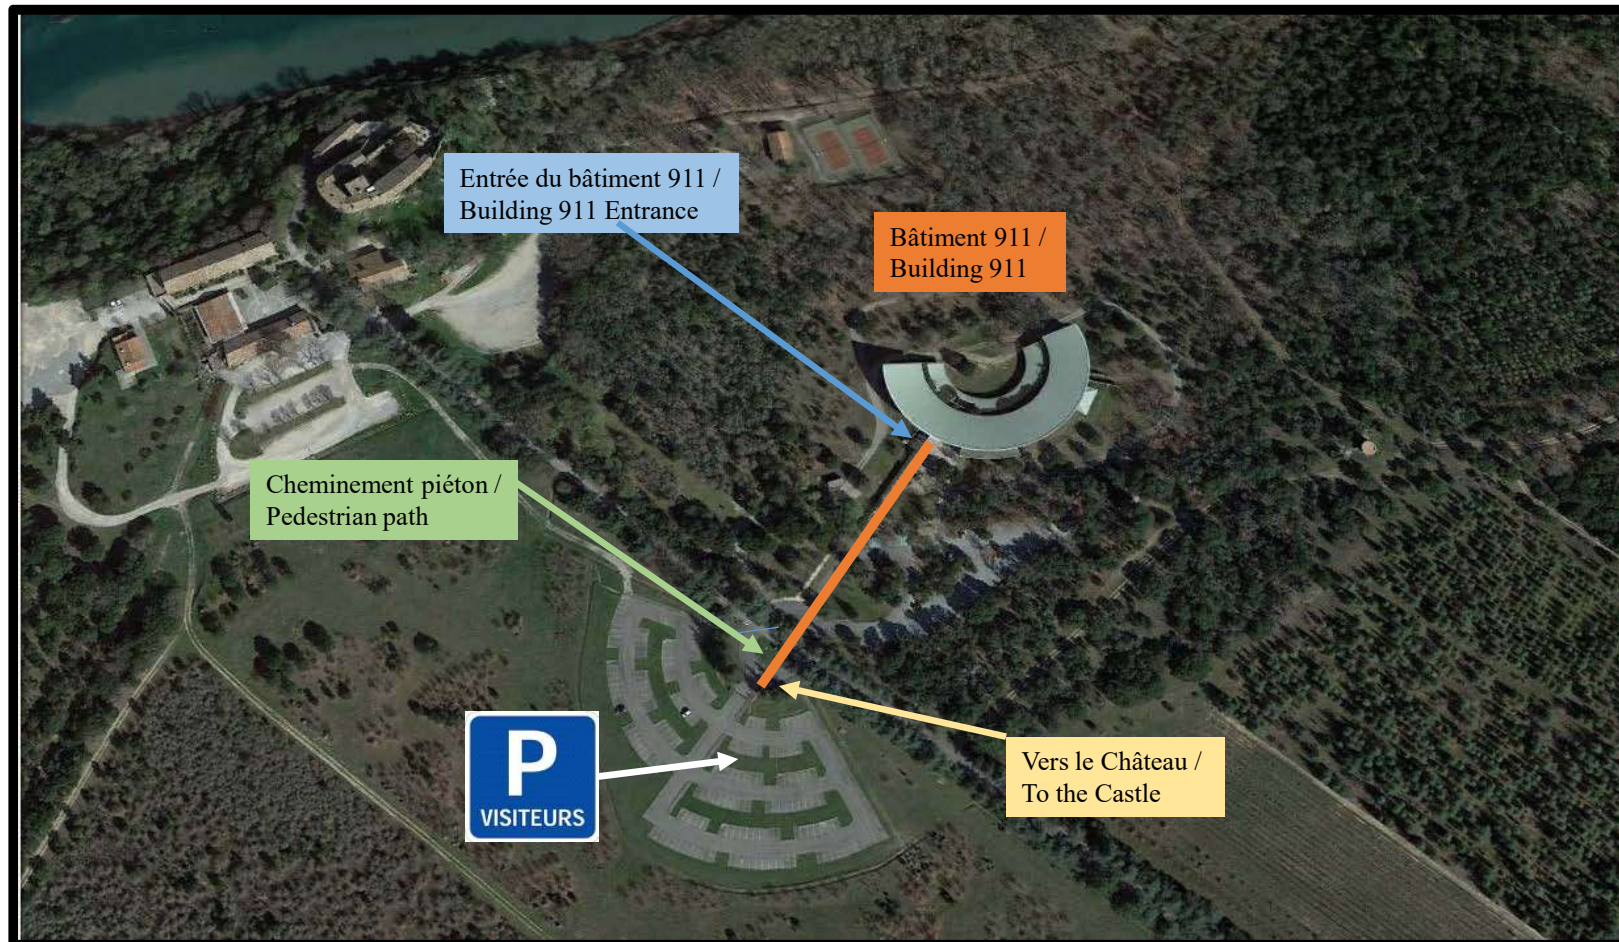 Entrée du bâtiment 911 /
Building 911 Entrance
Bâtiment 911 /
Building 911
Cheminement piéton /
Pedestrian path
P
VISITEURS
Vers le Château /
To the Castle